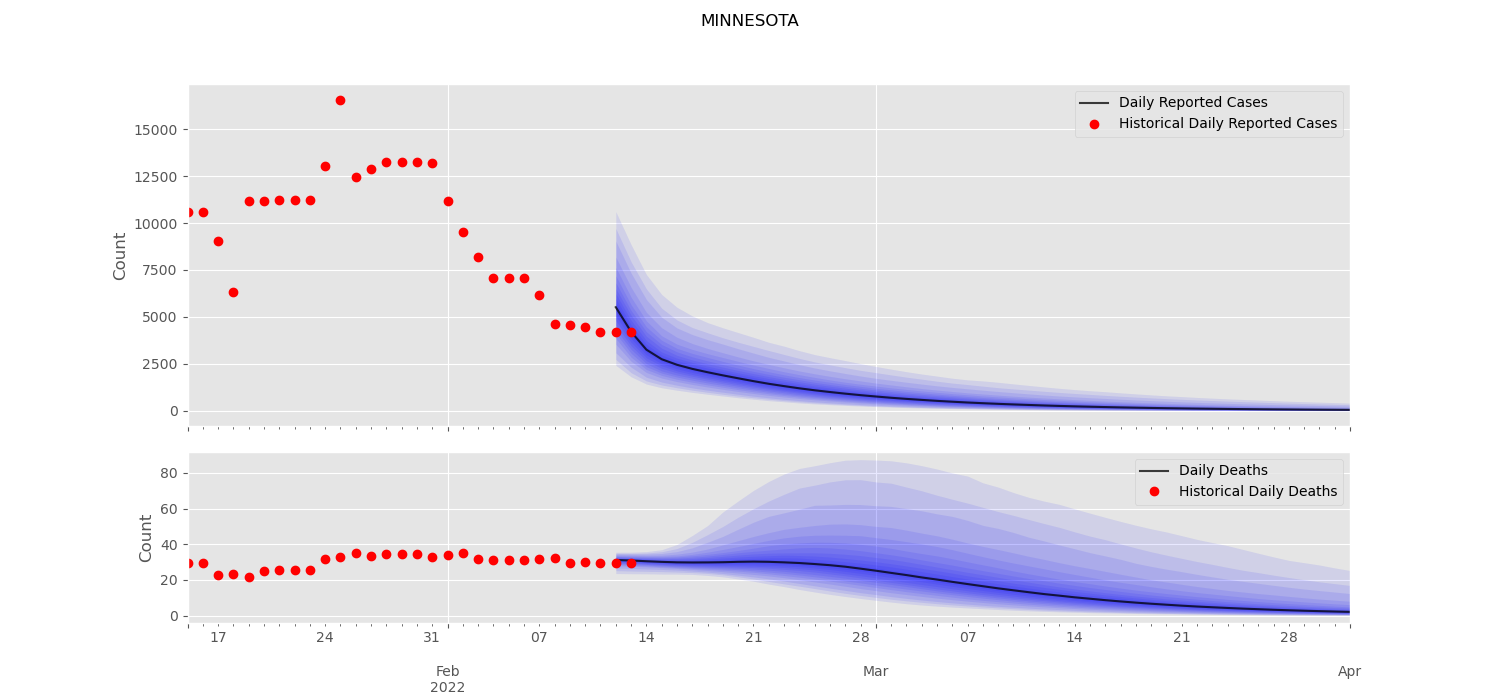 MINNESOTA
Daily Reported Cases
Historical Daily Reported Cases
15000
12500
10000
7500
5000
2500
0
Count
Daily Deaths
Historical Daily Deaths
80
60
40
20
0
Count
17 24 31 07 14 21 28 07 14 21 28
Feb Mar Apr
2022